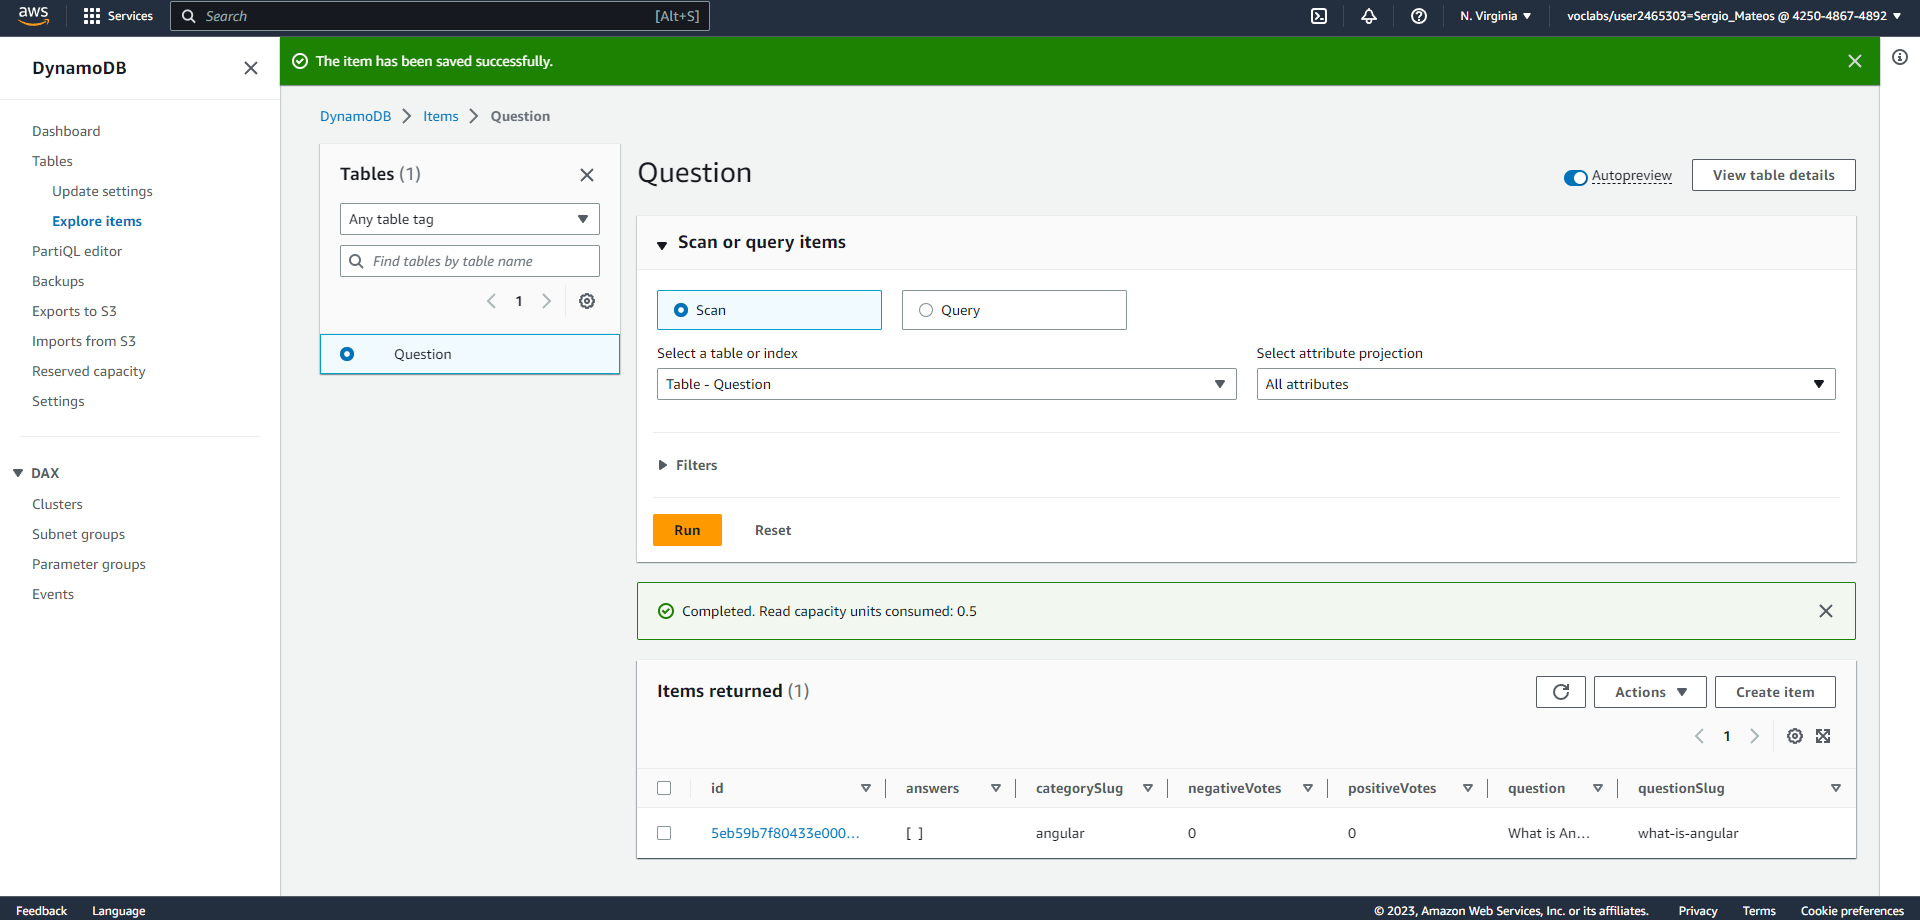 aws
Services
Search
[Alt+S]
N. Virginia
voclabs/user2465303=Sergio_Mateos @ 4250-4867-4892
DynamoDB
The item has been saved successfully.
Dashboard
Tables
Update settings
Explore items
PartiQL editor
Backups
Exports to S3
Imports from S3
Reserved capacity
Settings
DAX
Clusters
Subnet groups
Parameter groups
Events
DynamoDB
Items
Question
Tables (1)
Any table tag
Find tables by table name
1
Question
Question
Autopreview
View table details
Scan or query items
Scan
Query
Select a table or index
Select attribute projection
Table - Question
All attributes
Filters
Run
Reset
Completed. Read capacity units consumed: 0.5
Items returned (1)
Actions
Create item
1
id
answers
categorySlug
negativeVotes
positiveVotes
question
questionSlug
5eb59b7f80433e000...
[ ]
angular
0
0
What is An...
what-is-angular
Feedback
Language
© 2023, Amazon Web Services, Inc. or its affiliates.
Privacy
Terms
Cookie preferences